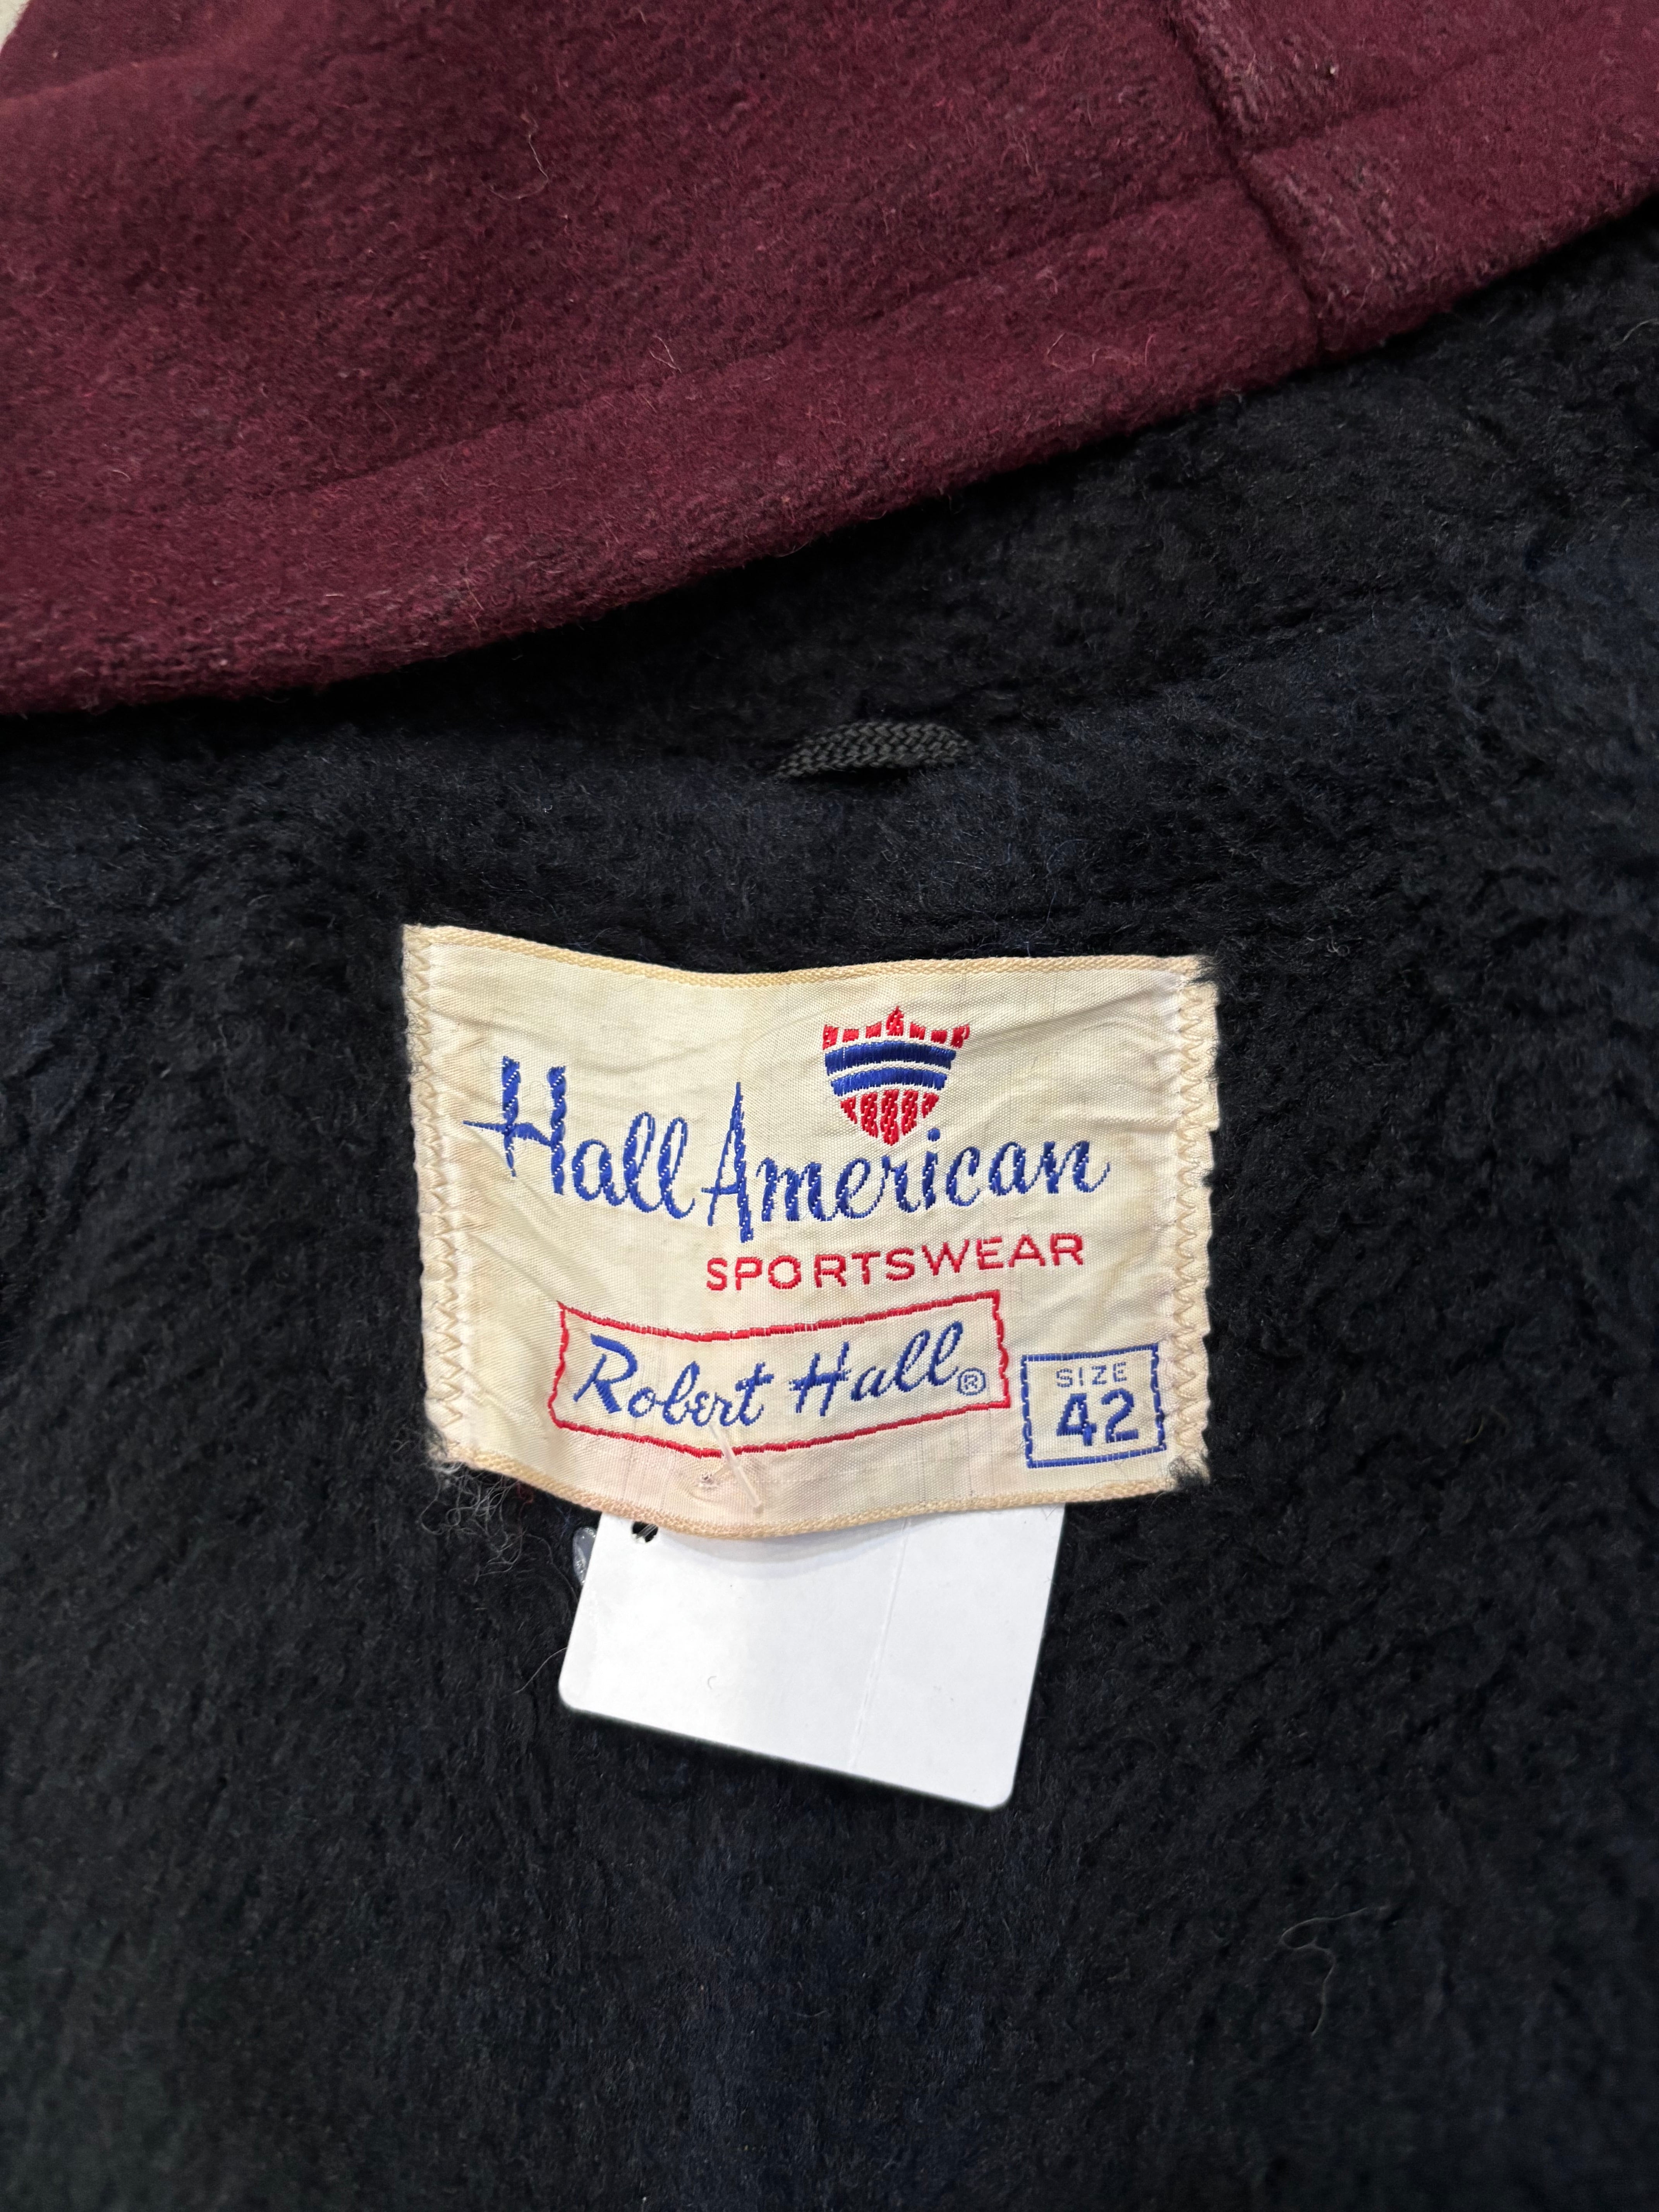 Hall American
SPORTSWEAR
Robert Hall®
SIZE
42